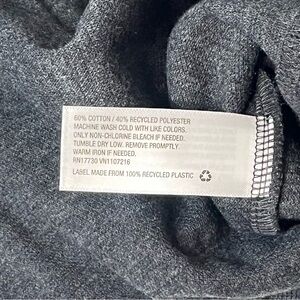 60% COTTON / 40% RECYCLED POLYESTER
MACHINE WASH COLD WITH LIKE COLORS.
ONLY NON-CHLORINE BLEACH IF NEEDED.
TUMBLE DRY LOW. REMOVE PROMPTLY.
WARM IRON IF NEEDED.
RN17730 VN1107216
LABEL MADE FROM 100% RECYCLED PLASTIC